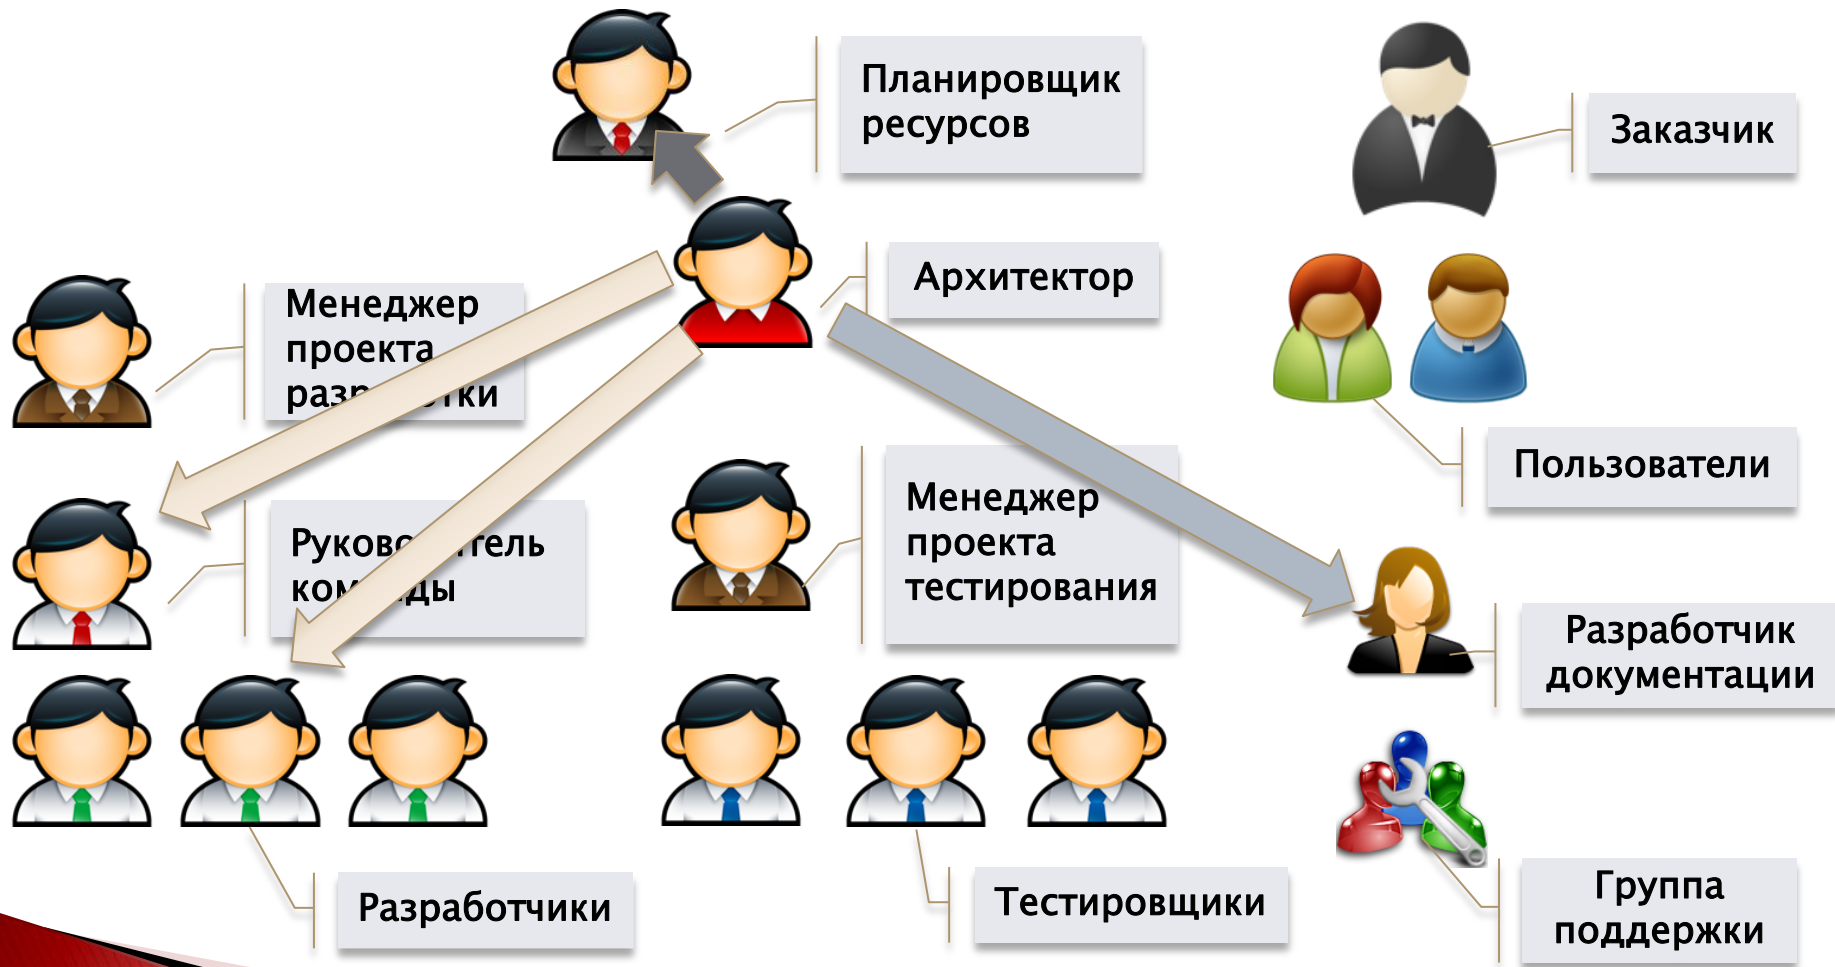 Планировщик
ресурсов
Заказчик
Архитектор
Менеджер
проекта
Пользователи
Менеджер
проекта
тестирования
Разработчик
документации
Разработчики
Тестировщики
Группа
поддержки